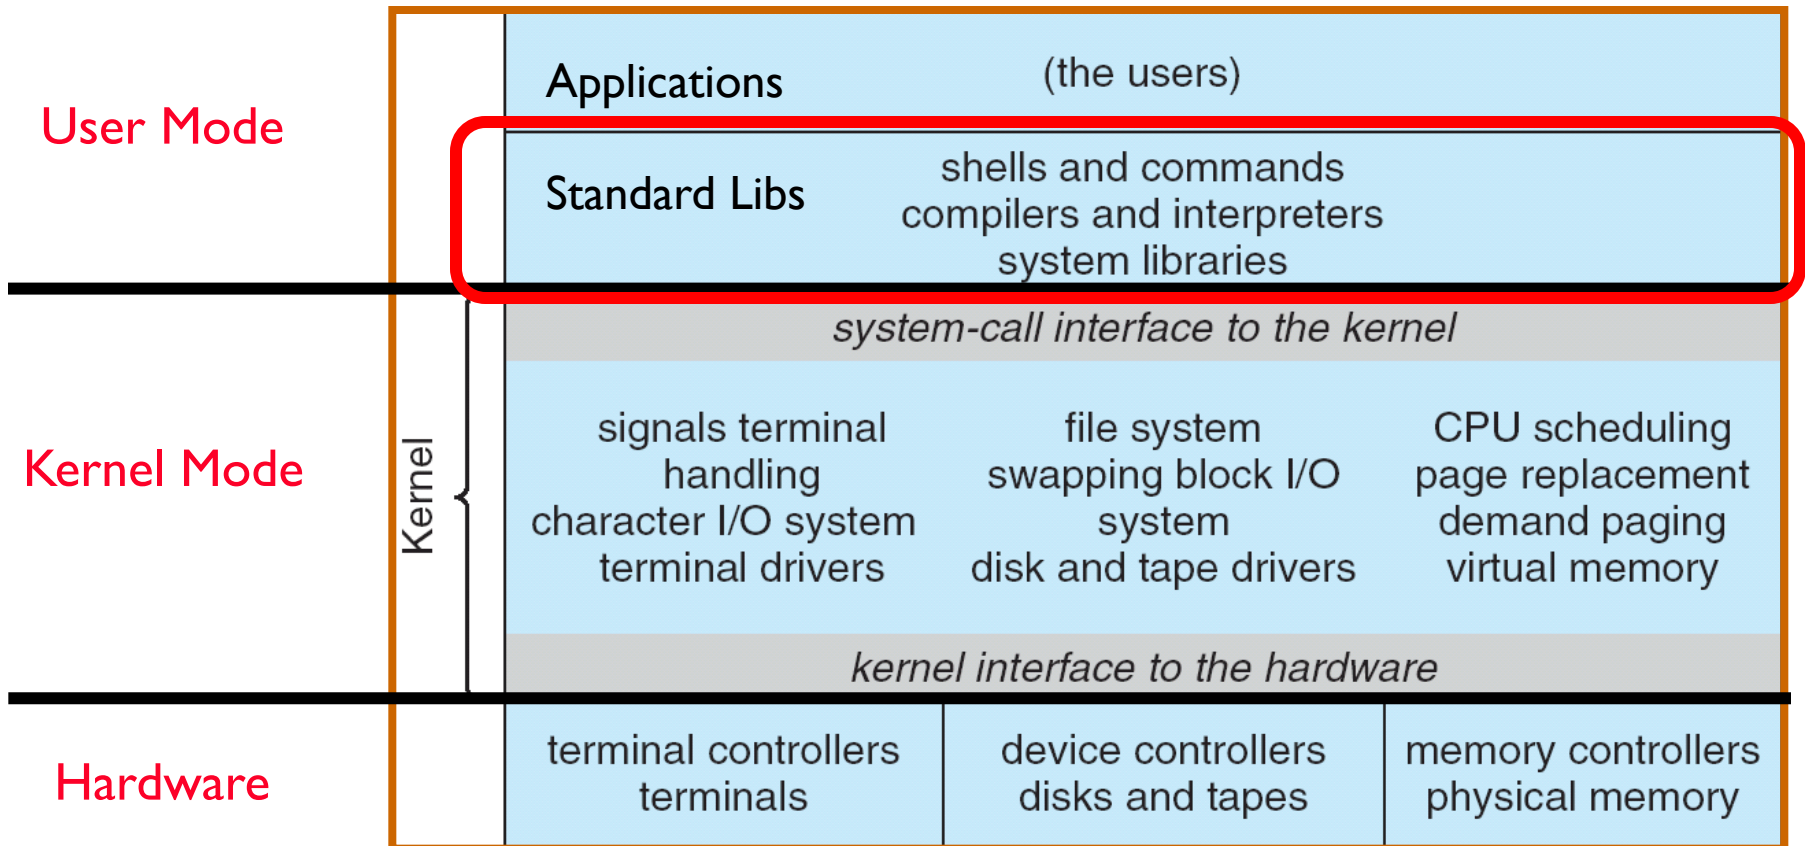 User Mode
Applications
(the users)
Standard Libs
shells and commands
compilers and interpreters
system libraries
Kernel Mode
Kernel
system-call interface to the kernel
signals terminal
handling
character I/O system
terminal drivers
file system
swapping block I/O
system
disk and tape drivers
CPU scheduling
page replacement
demand paging
virtual memory
kernel interface to the hardware
Hardware
terminal controllers
terminals
device controllers
disks and tapes
memory controllers
physical memory